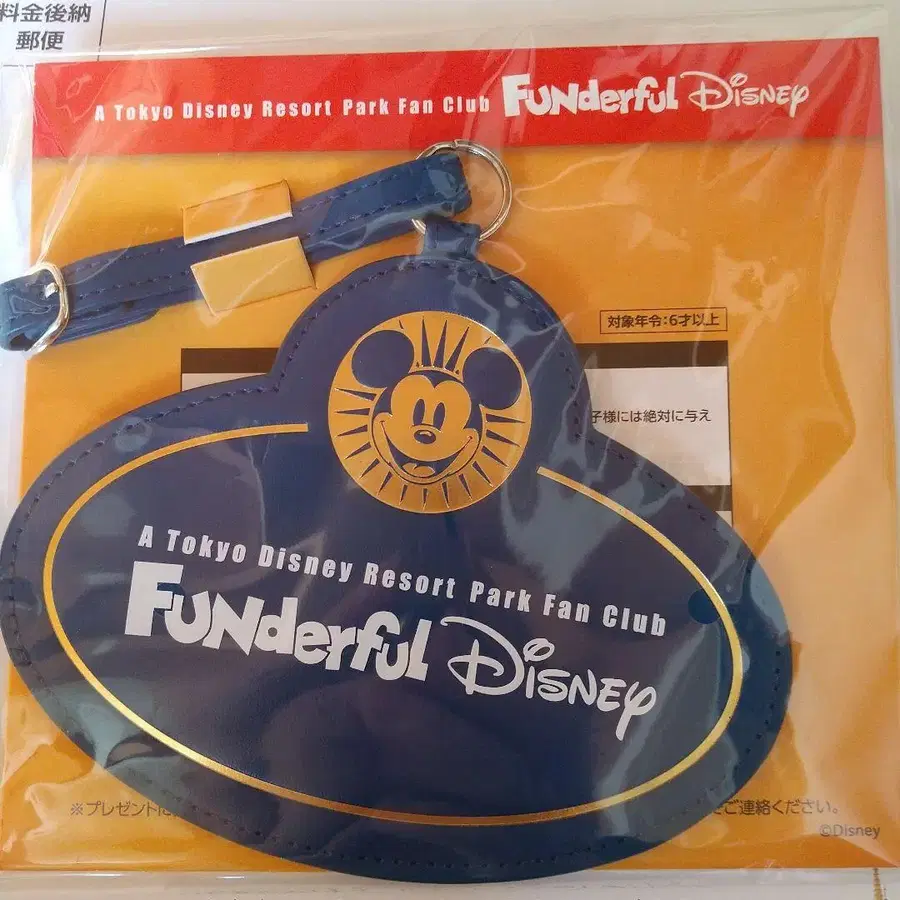 料金後納
郵便
A Tokyo Disney Resort Park Fan Club FUNderful Disney
対象年令:6才以上
子様には絶対に与え
A Tokyo Disney Resort Park Fan Club
FUNderful Disney
※プレゼントに
ご連絡ください。
©Disney